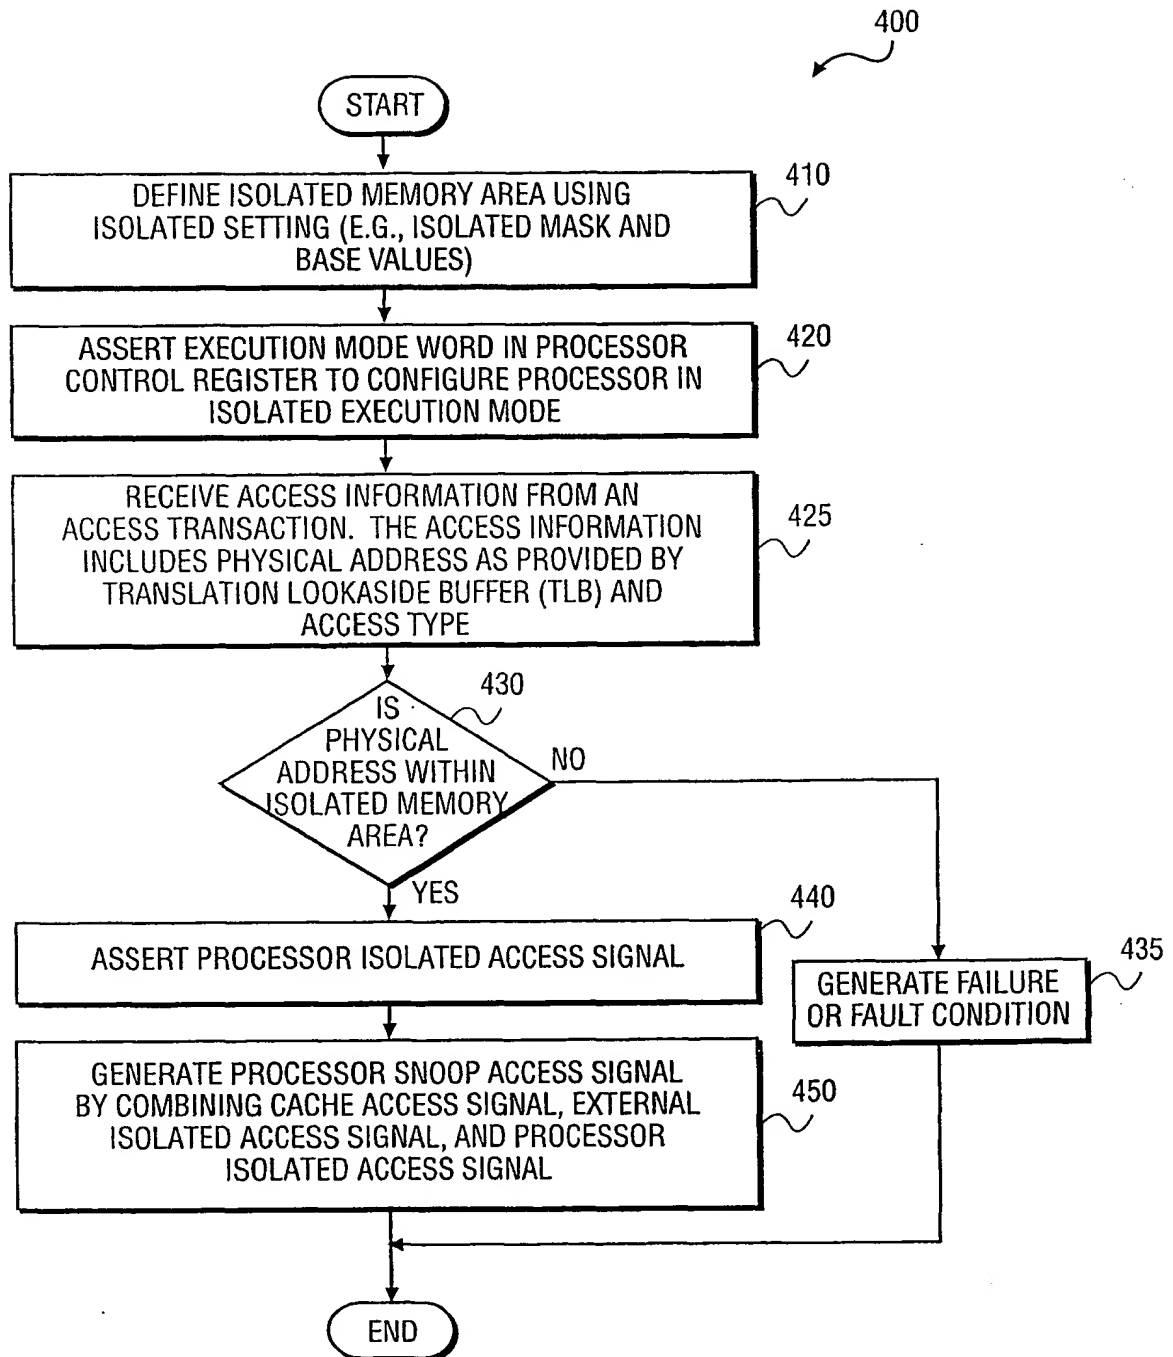 400
START
410
DEFINE ISOLATED MEMORY AREA USING
ISOLATED SETTING (E.G., ISOLATED MASK AND
BASE VALUES)
420
ASSERT EXECUTION MODE WORD IN PROCESSOR
CONTROL REGISTER TO CONFIGURE PROCESSOR IN
ISOLATED EXECUTION MODE
425
RECEIVE ACCESS INFORMATION FROM AN
ACCESS TRANSACTION. THE ACCESS INFORMATION
INCLUDES PHYSICAL ADDRESS AS PROVIDED BY
TRANSLATION LOOKASIDE BUFFER (TLB) AND
ACCESS TYPE
430
IS
PHYSICAL
ADDRESS WITHIN
ISOLATED MEMORY
AREA?
NO
YES
440
ASSERT PROCESSOR ISOLATED ACCESS SIGNAL
435
GENERATE FAILURE
OR FAULT CONDITION
450
GENERATE PROCESSOR SNOOP ACCESS SIGNAL
BY COMBINING CACHE ACCESS SIGNAL, EXTERNAL
ISOLATED ACCESS SIGNAL, AND PROCESSOR
ISOLATED ACCESS SIGNAL
END